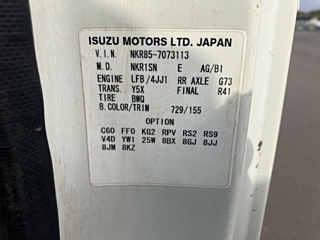 ISUZU MOTORS LTD. JAPAN
V.I.N. NKR85-7073113
M.D. NKR1SN E AG/BI
ENGINE LFB/4JJ1 RR AXLE G73
TRANS. Y5X FINAL R41
TIRE BWQ
B.COLOR/TRIM 729/155
OPTION
C60 FF0 KG2 RPV RS2 RS9
V4D YW1 25W 8BX 8GJ 8JJ
8JM 8KZ